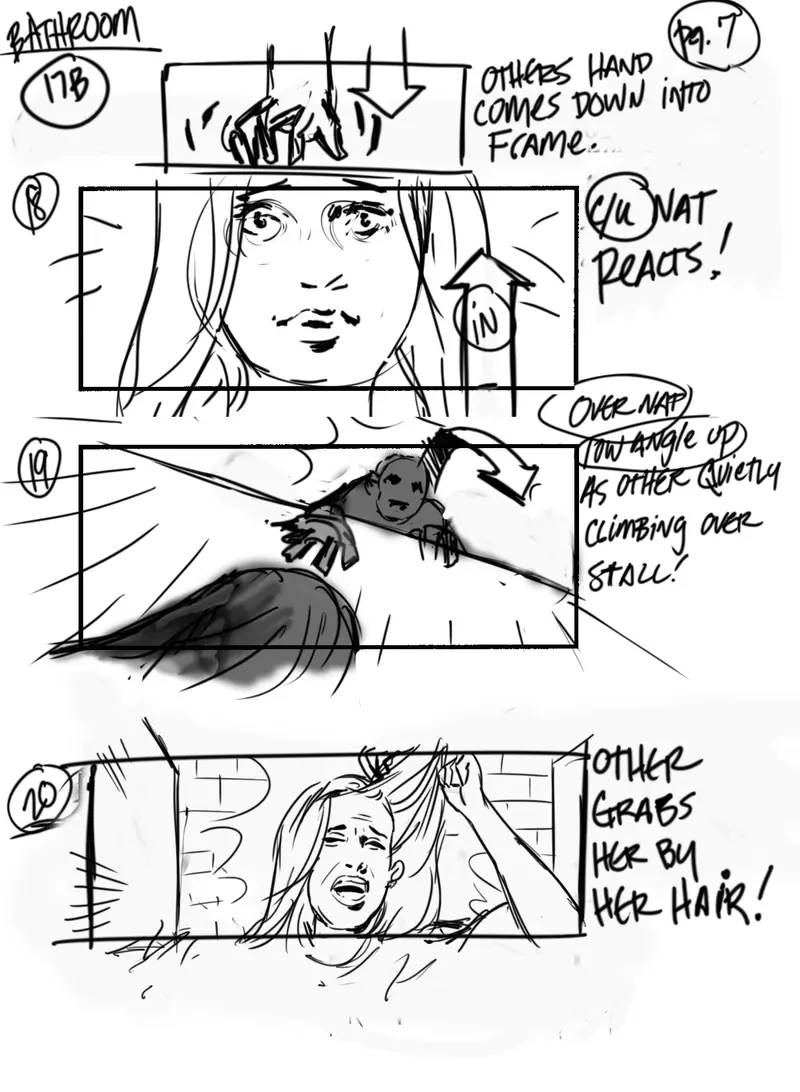 BATHROOM
pg. 7
17B
OTHERS HAND
COMES DOWN INTO
FRAME.
18
C/U NAT
REACTS!
IN
19
OVER NAT
LOW ANGLE UP
AS OTHER QUIETLY
CLIMBING OVER
STALL!
20
OTHER
GRABS
HER BY
HER HAIR!